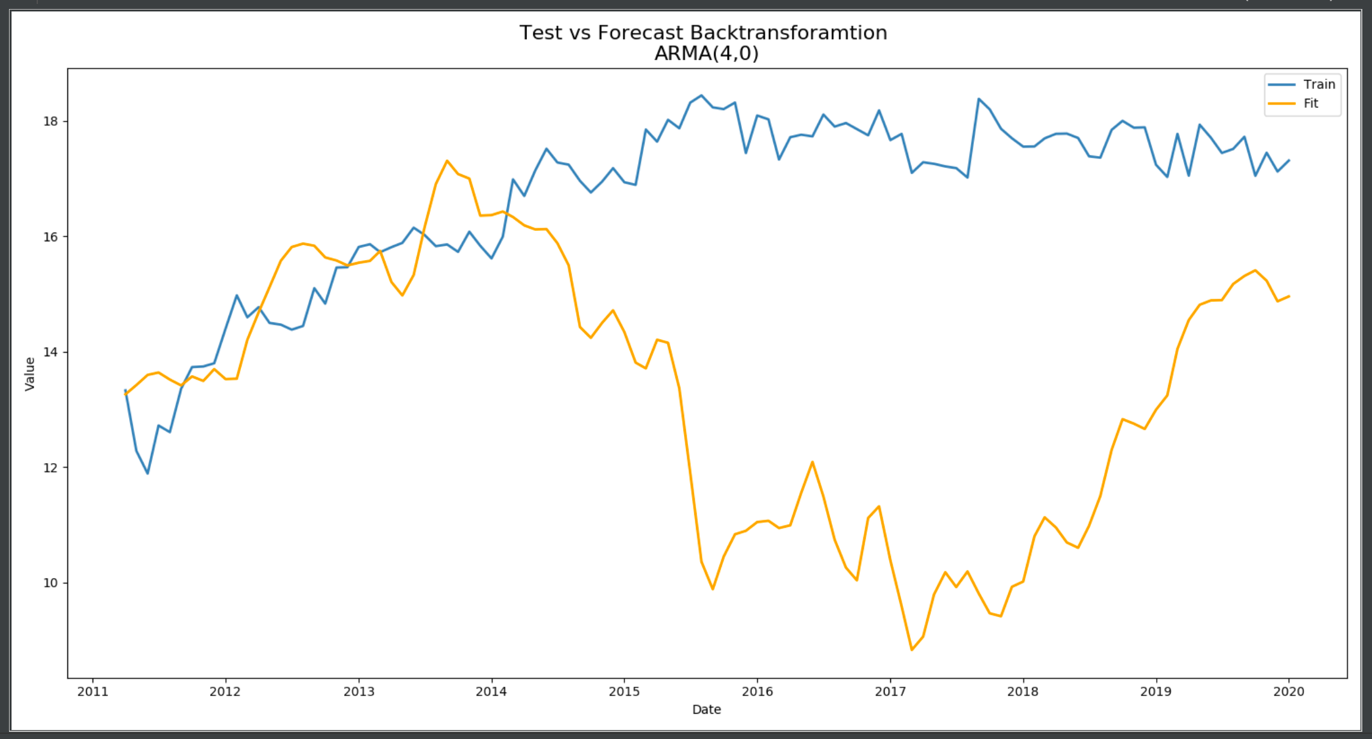 Test vs Forecast Backtransforamtion
ARMA(4,0)
Train
Fit
Value
18
16
14
12
10
2011 2012 2013 2014 2015 2016 2017 2018 2019 2020
Date